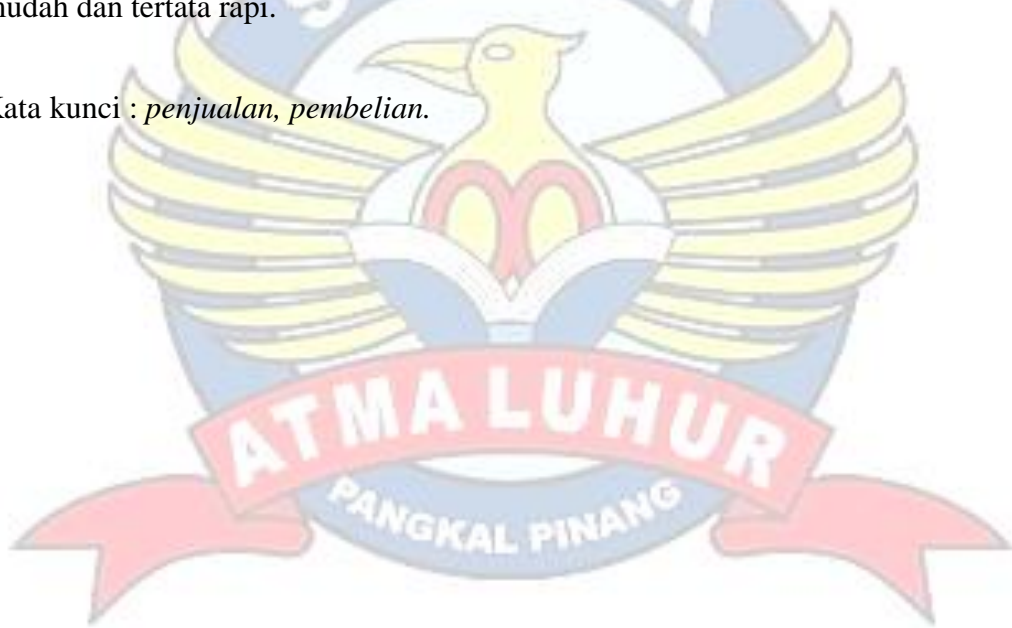 mudah dan tertata rapi.
Kata kunci : penjualan, pembelian.
ATMA LUHUR
PANGKAL PINANG